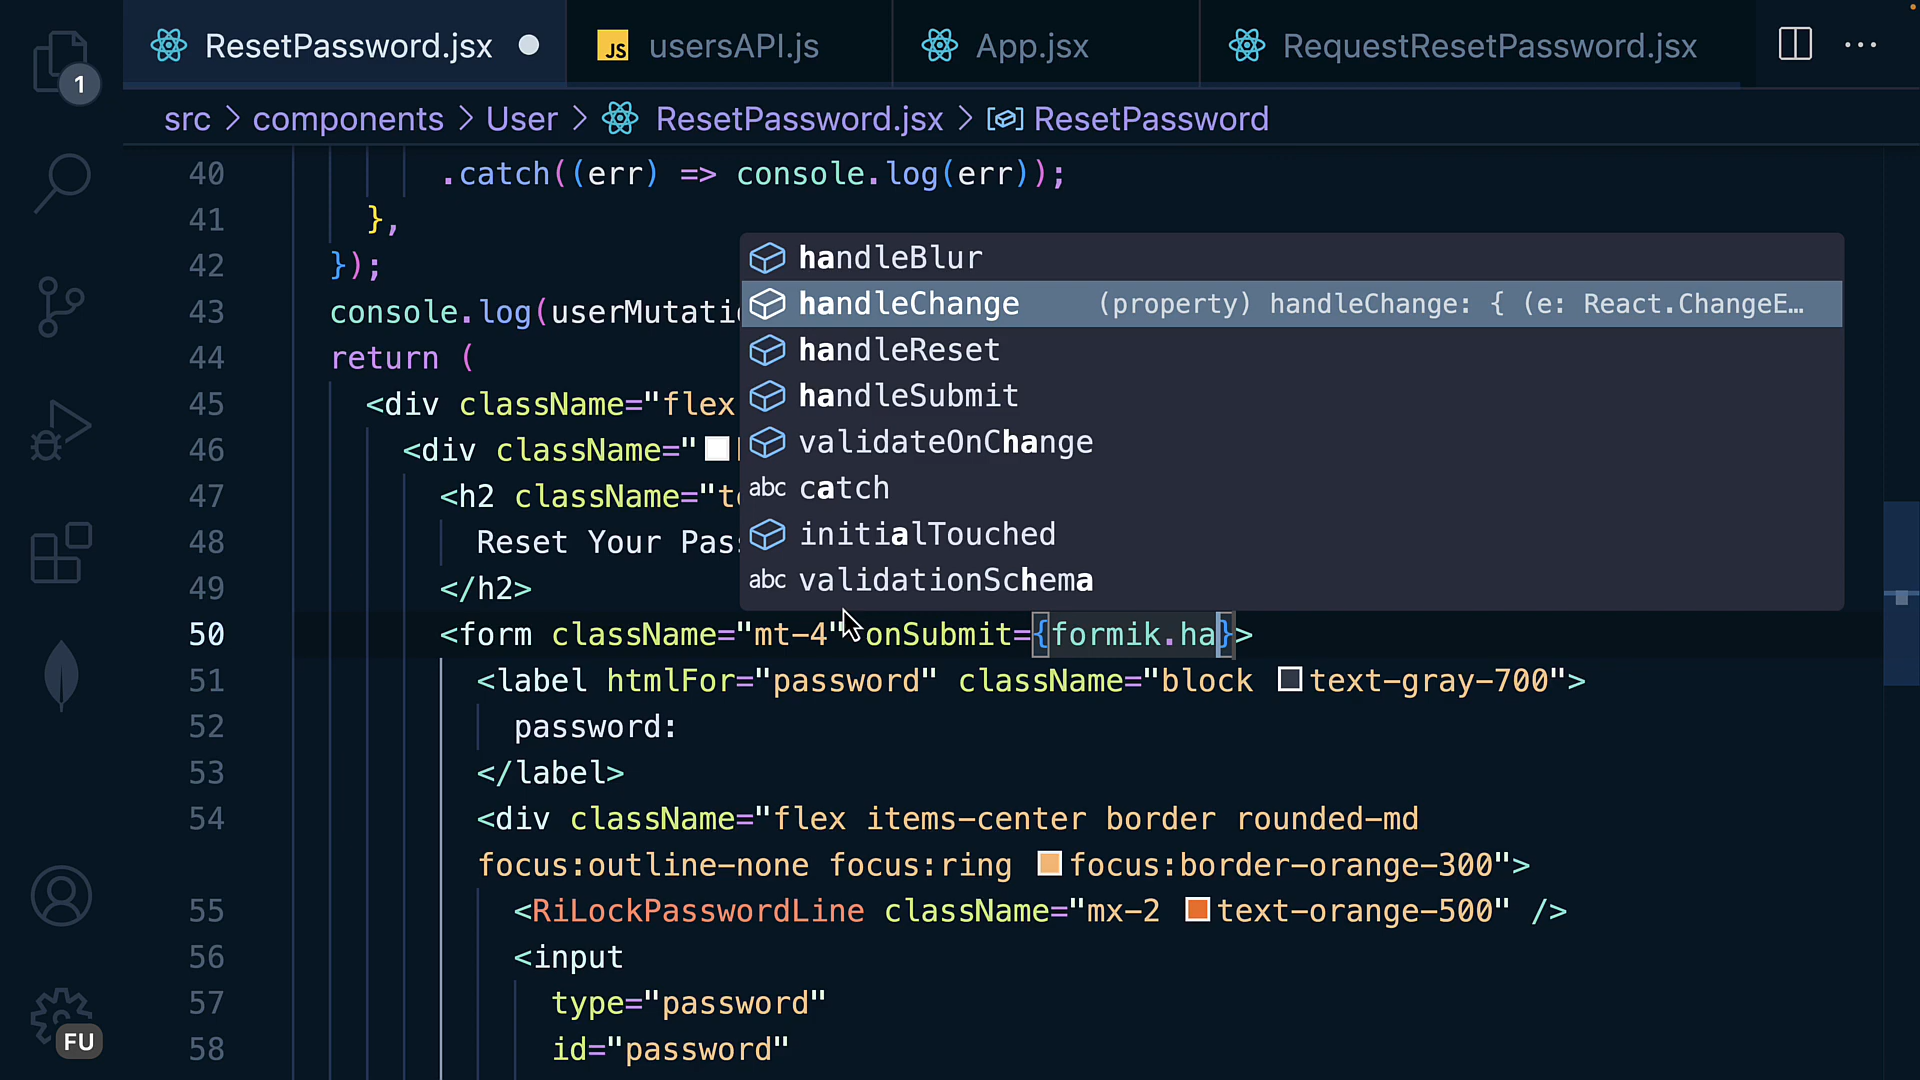 ResetPassword.jsx
JS usersAPI.js
App.jsx
RequestResetPassword.jsx
1
src > components > User > ResetPassword.jsx > ResetPassword
40 .catch((err) => console.log(err));
41 },
42 });
43 console.log(userMutatio
44 return (
45 <div className="flex
46 <div className="
47 <h2 className="te
48 Reset Your Pass
49 </h2>
50 <form className="mt-4" onSubmit={formik.ha}>
51 <label htmlFor="password" className="block text-gray-700">
52 password:
53 </label>
54 <div className="flex items-center border rounded-md
focus:outline-none focus:ring focus:border-orange-300">
55 <RiLockPasswordLine className="mx-2 text-orange-500" />
56 <input
57 type="password"
58 id="password"
handleBlur
handleChange (property) handleChange: { (e: React.ChangeE…
handleReset
handleSubmit
validateOnChange
abc catch
initialTouched
abc validationSchema
FU